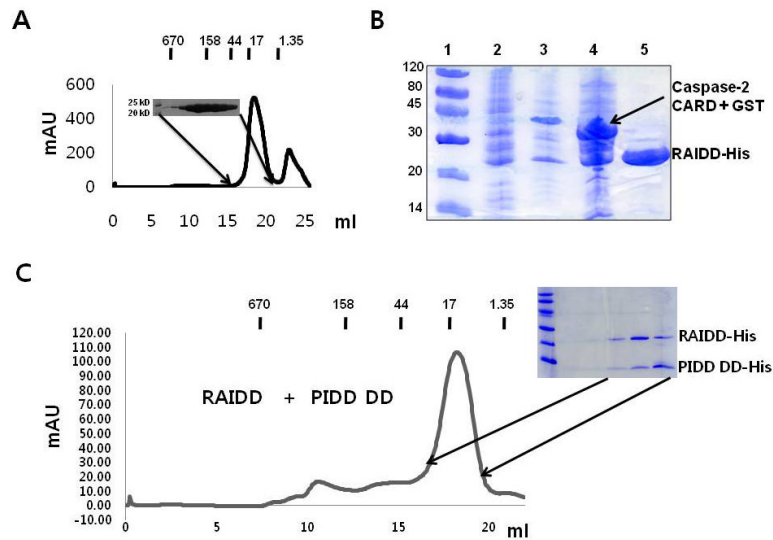 A
670 158 44 17 1.35
600
400
200
0
mAU
25 kD
20 kD
0 5 10 15 20 25 ml
B
1 2 3 4 5
120
80
45
30
20
14
Caspase-2
CARD + GST
RAIDD-His
C
670 158 44 17 1.35
120.00
110.00
100.00
90.00
80.00
70.00
60.00
50.00
40.00
30.00
20.00
10.00
0.00
-10.00
mAU
RAIDD + PIDD DD
0 5 10 15 20 ml
RAIDD-His
PIDD DD-His